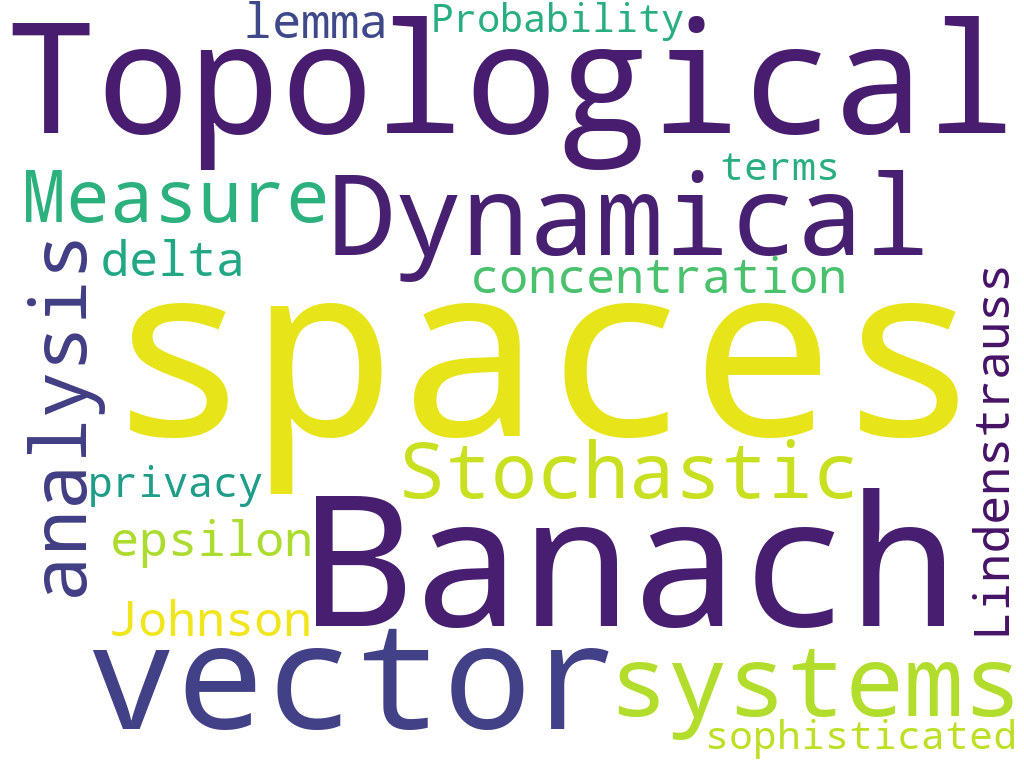 lemma
Probability
Topological
terms
Measure
Dynamical
delta
concentration
analysis
spaces
Lindenstrauss
Stochastic
privacy
Banach
epsilon
Johnson
vector
systems
sophisticated